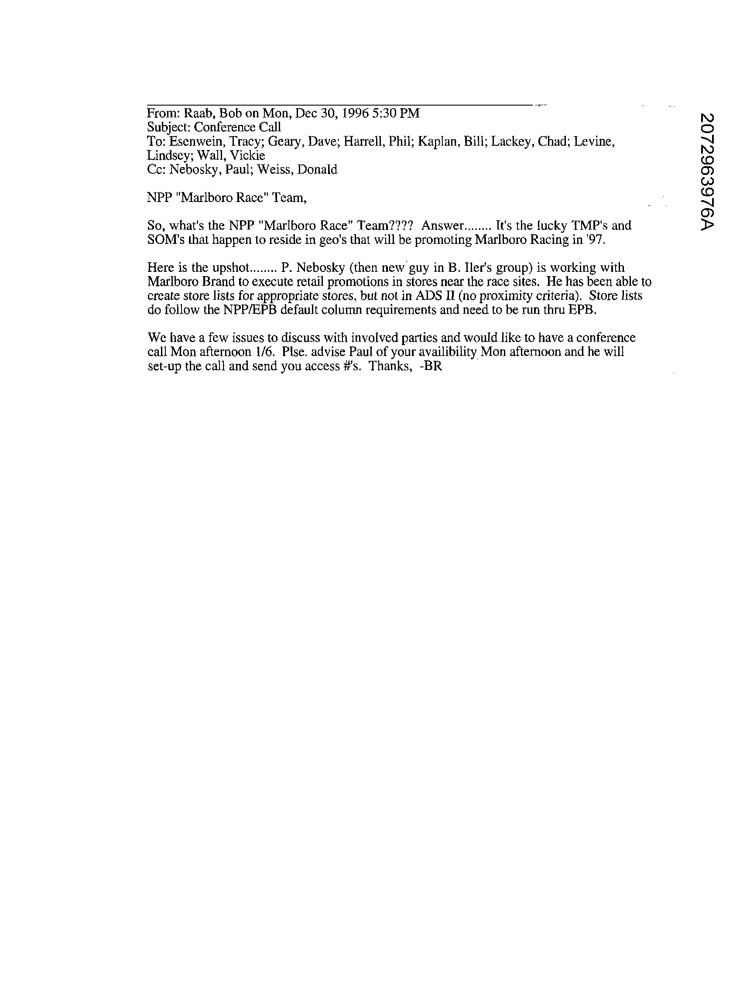 From: Raab, Bob on Mon, Dec 30, 1996 5:30 PM
Subject: Conference Call
To: Esenwein, Tracy; Geary, Dave; Harrell, Phil; Kaplan, Bill; Lackey, Chad; Levine,
Lindsey; Wall, Vickie
Cc: Nebosky, Paul; Weiss, Donald
NPP "Marlboro Race" Team,
So, what's the NPP "Marlboro Race" Team???? Answer........ It's the lucky TMP's and
SOM's that happen to reside in geo's that will be promoting Marlboro Racing in '97.
Here is the upshot........ P. Nebosky (then new guy in B. Iler's group) is working with
Marlboro Brand to execute retail promotions in stores near the race sites. He has been able to
create store lists for appropriate stores, but not in ADS II (no proximity criteria). Store lists
do follow the NPP/EPB default column requirements and need to be run thru EPB.
We have a few issues to discuss with involved parties and would like to have a conference
call Mon afternoon 1/6. Plse. advise Paul of your availibility Mon afternoon and he will
set-up the call and send you access #'s. Thanks, -BR
2072963976A